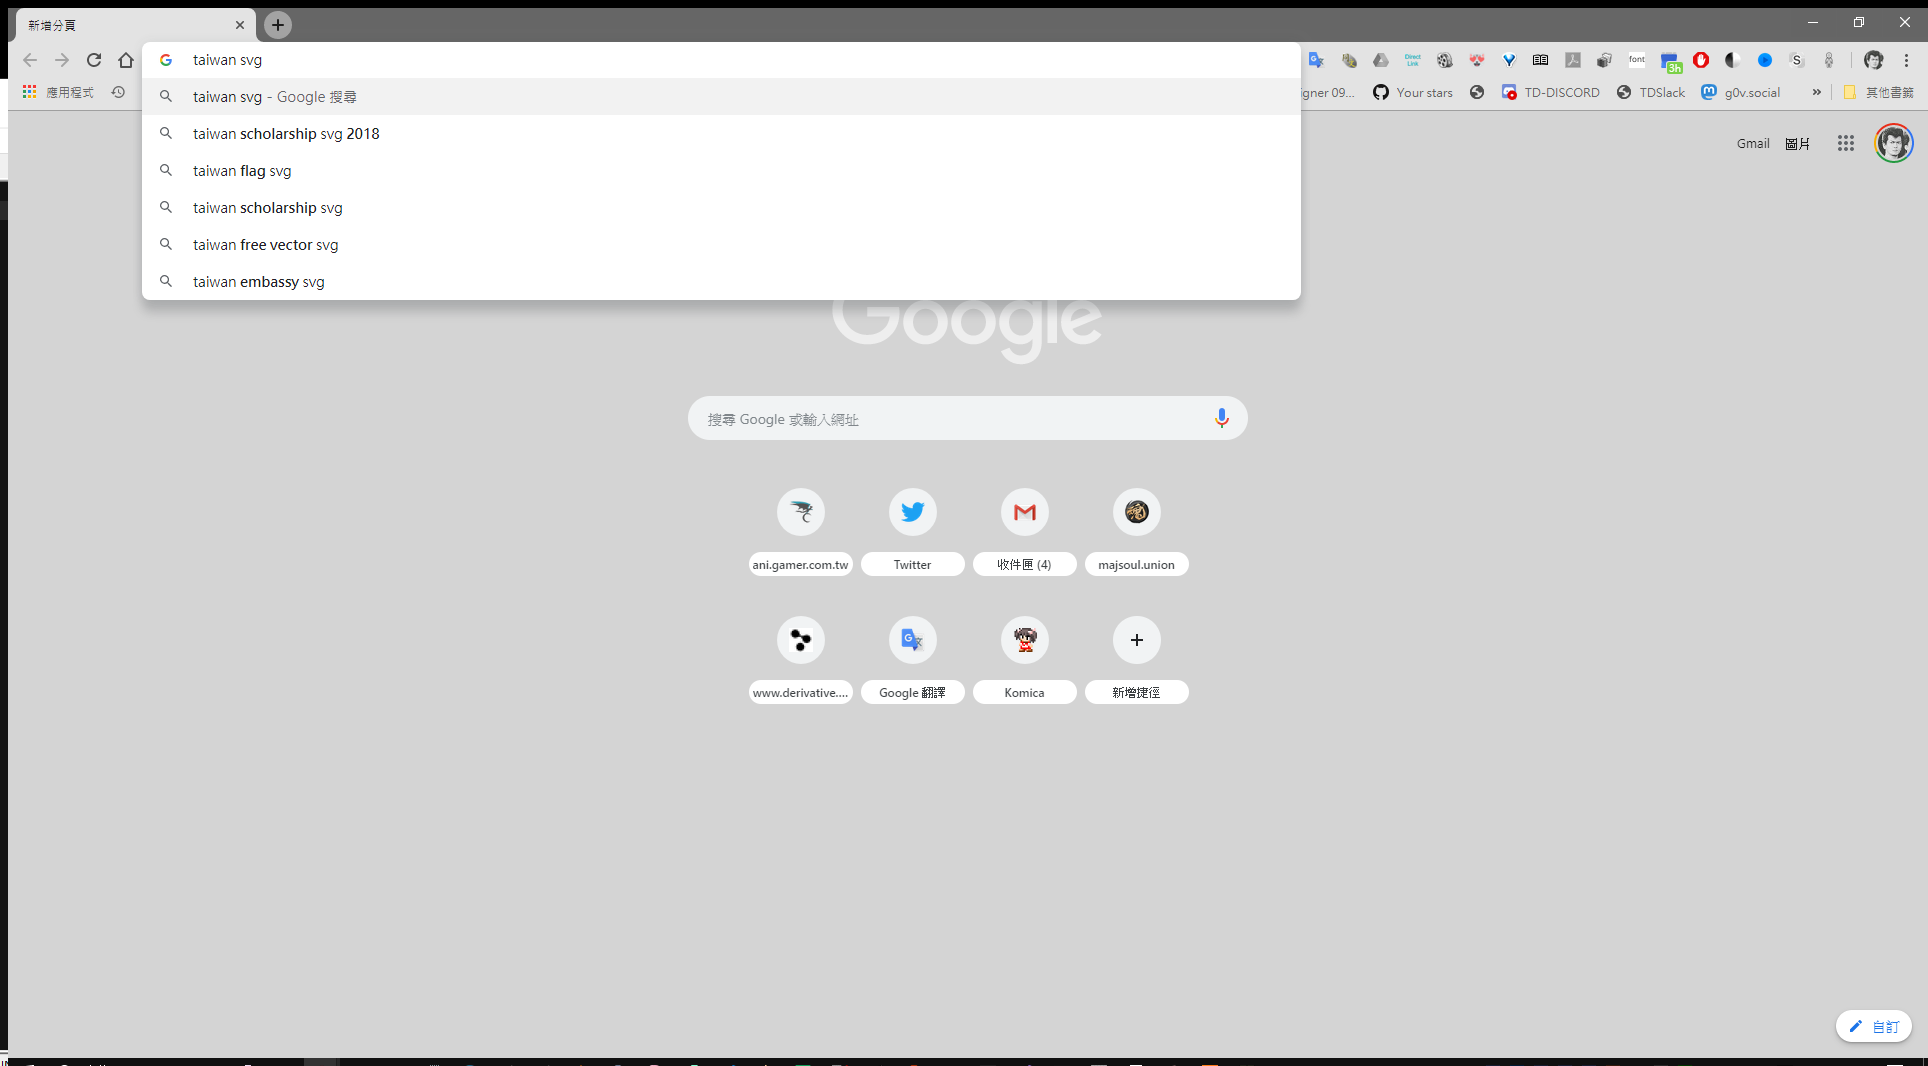 新增分頁
taiwan svg
taiwan svg - Google 搜尋
taiwan scholarship svg 2018
taiwan flag svg
taiwan scholarship svg
taiwan free vector svg
taiwan embassy svg
Direct Link
font
3h
S
應用程式
igner 09...
Your stars
TD-DISCORD
TDSlack
g0v.social
»
其他書籤
Gmail
圖片
Google
搜尋 Google 或輸入網址
ani.gamer.com.tw
Twitter
收件匣 (4)
majsoul.union
www.derivative....
Google 翻譯
Komica
新增捷徑
自訂